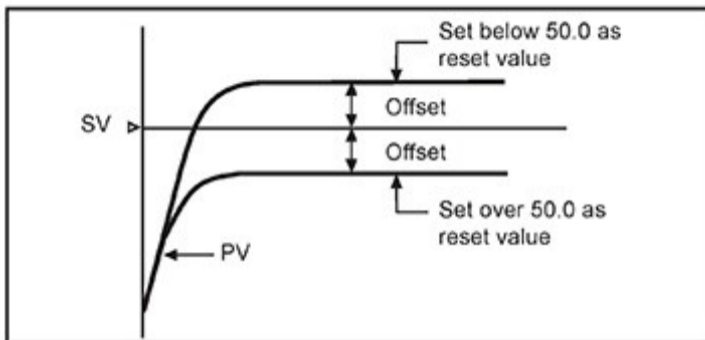 Set below 50.0 as
reset value
SV
Offset
Offset
Set over 50.0 as
reset value
PV